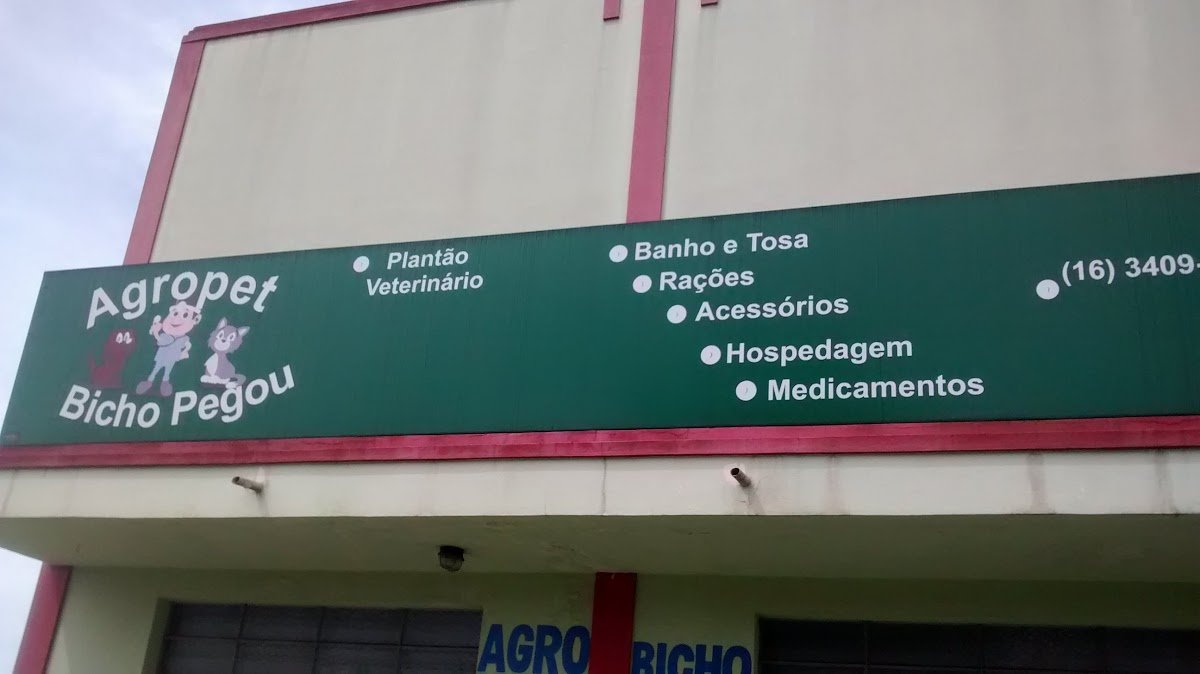 Agropet
Bicho Pegou
Plantão
Veterinário
Banho e Tosa
Rações
Acessórios
Hospedagem
Medicamentos
(16) 3409-
AGRO
BICHO